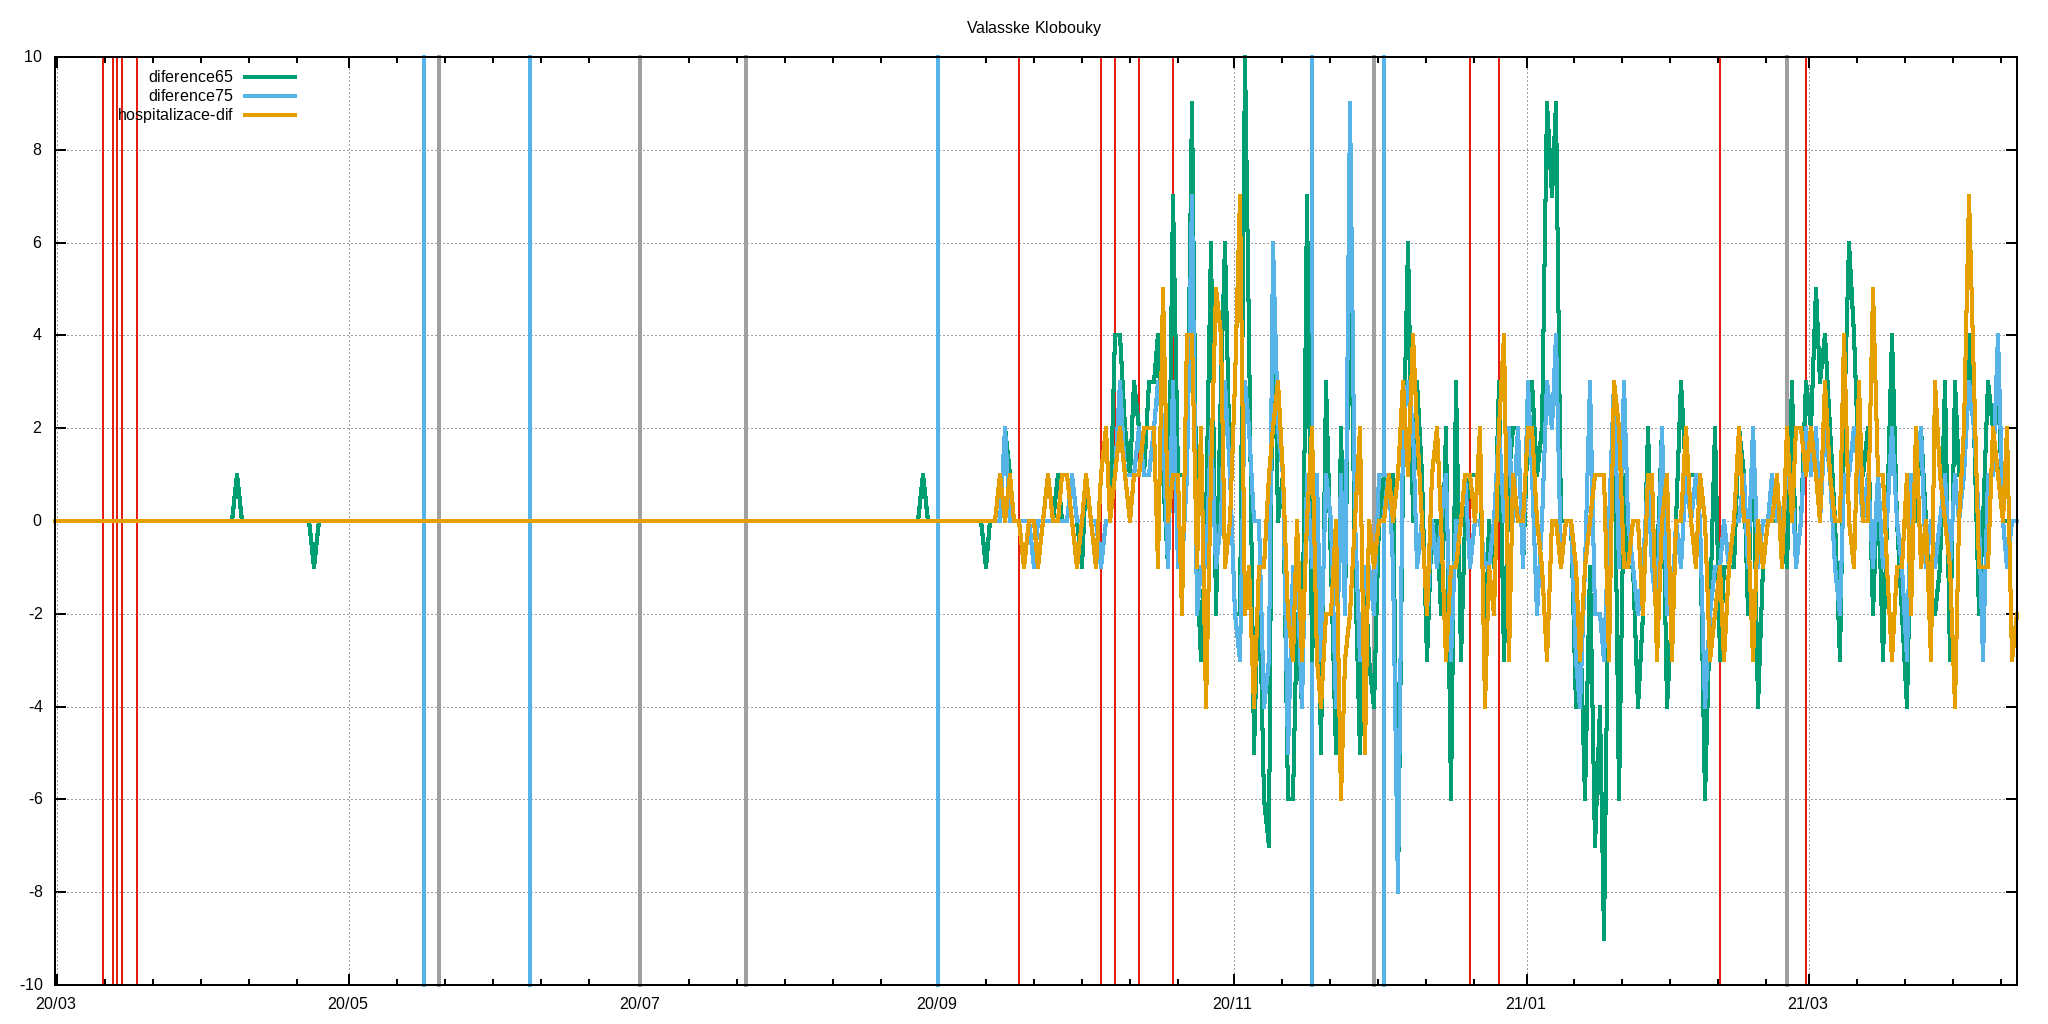 Valasske Klobouky
10
8
6
4
2
0
-2
-4
-6
-8
-10
diference65
diference75
hospitalizace-dif
20/03 20/05 20/07 20/09 20/11 21/01 21/03